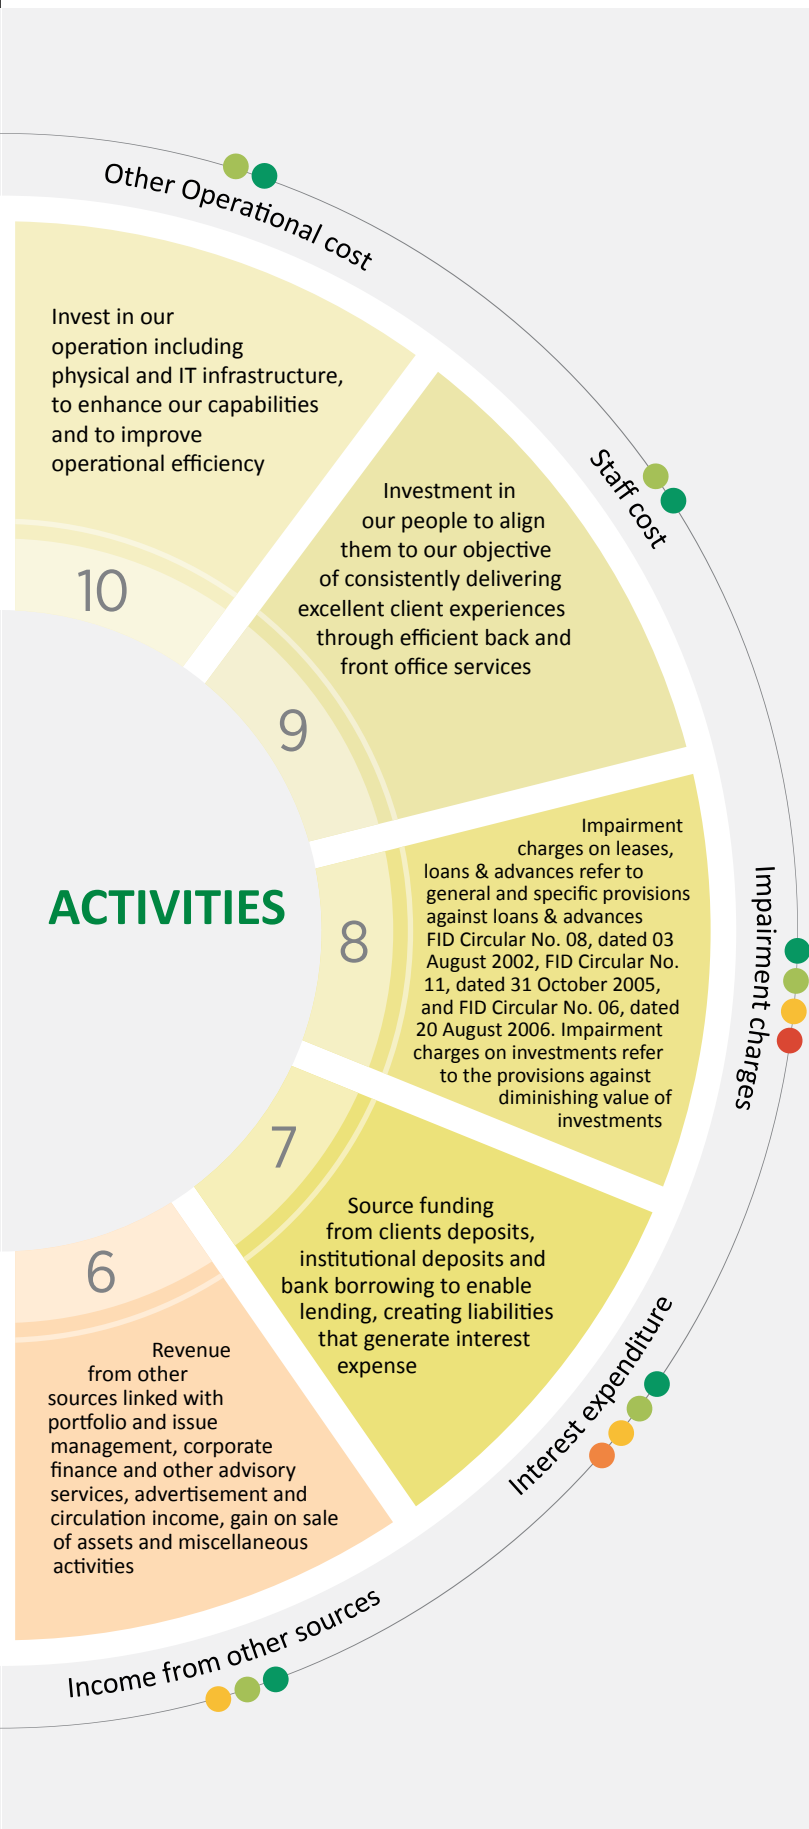 Other Operational cost
Invest in our
operation including
physical and IT infrastructure,
to enhance our capabilities
and to improve
operational efficiency
10
Staff cost
Investment in
our people to align
them to our objective
of consistently delivering
excellent client experiences
through efficient back and
front office services
9
Impairment charges
Impairment
charges on leases,
loans & advances refer to
general and specific provisions
against loans & advances
FID Circular No. 08, dated 03
August 2002, FID Circular No.
11, dated 31 October 2005,
and FID Circular No. 06, dated
20 August 2006. Impairment
charges on investments refer
to the provisions against
diminishing value of
investments
8
ACTIVITIES
7
Source funding
from clients deposits,
institutional deposits and
bank borrowing to enable
lending, creating liabilities
that generate interest
expense
Interest expenditure
6
Revenue
from other
sources linked with
portfolio and issue
management, corporate
finance and other advisory
services, advertisement and
circulation income, gain on sale
of assets and miscellaneous
activities
Income from other sources